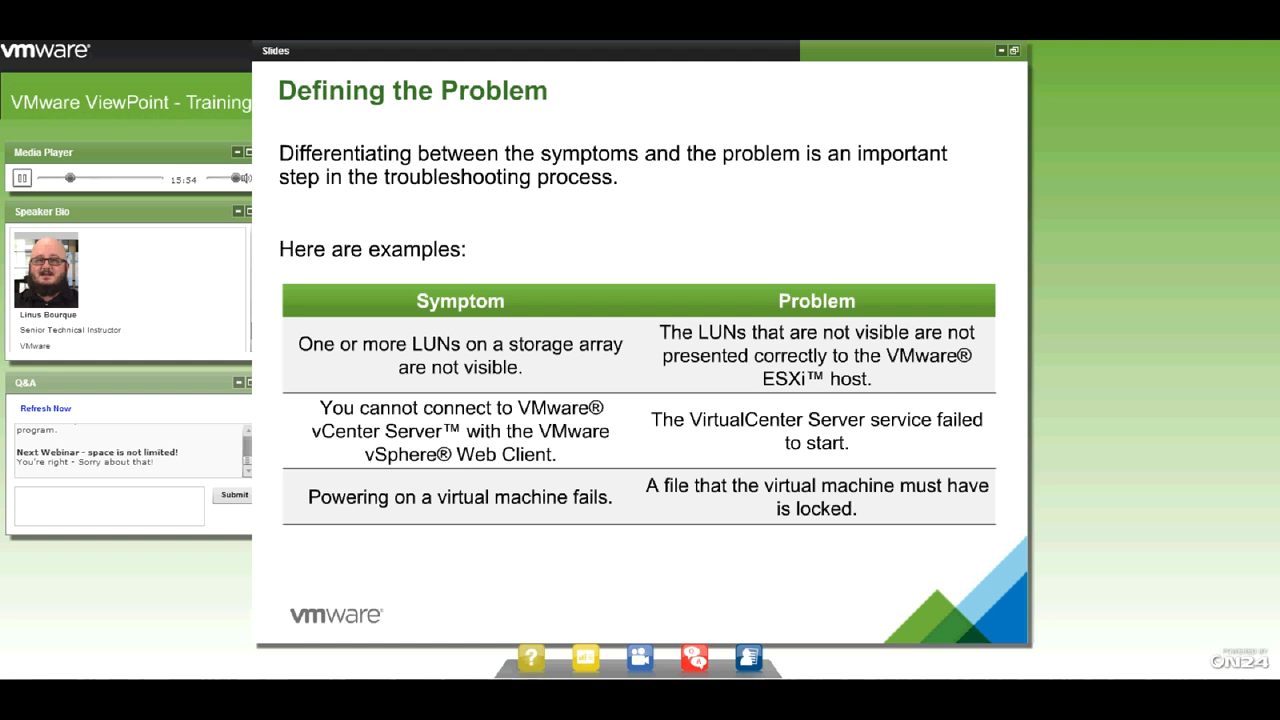 vmware®
VMware ViewPoint - Training
Media Player
15:54
Speaker Bio
Linus Bourque
Senior Technical Instructor
VMware
Q&A
Refresh Now
program.
Next Webinar - space is not limited!
You're right - Sorry about that!
Submit
Slides
Defining the Problem
Differentiating between the symptoms and the problem is an important
step in the troubleshooting process.
Here are examples:
Symptom
Problem
One or more LUNs on a storage array
are not visible.
The LUNs that are not visible are not
presented correctly to the VMware®
ESXi™ host.
You cannot connect to VMware®
vCenter Server™ with the VMware
vSphere® Web Client.
The VirtualCenter Server service failed
to start.
Powering on a virtual machine fails.
A file that the virtual machine must have
is locked.
vmware®
?
Q
A
POWERED BY
ON24